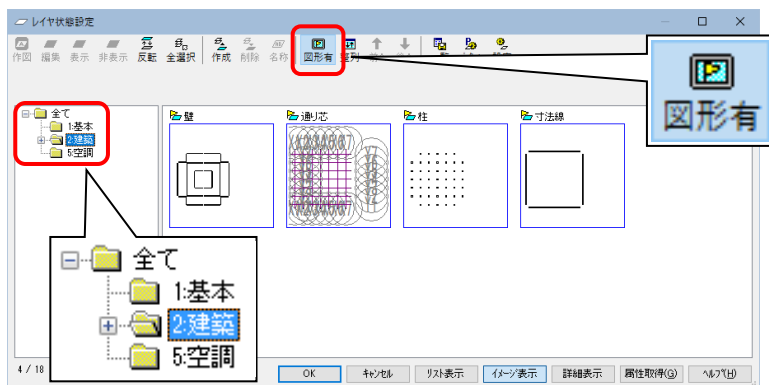 レイヤ状態設定
作図 編集 表示 非表示 反転 全選択 作成 削除 名称 図形有
図形有
全て
1:基本
2:建築
5:空調
壁 通り芯 柱 寸法線
全て
1:基本
2:建築
5:空調
4 / 18
OK ｷｬﾝｾﾙ リスト表示 イメージ表示 詳細表示 属性取得(G) ﾍﾙﾌﾟ(H)